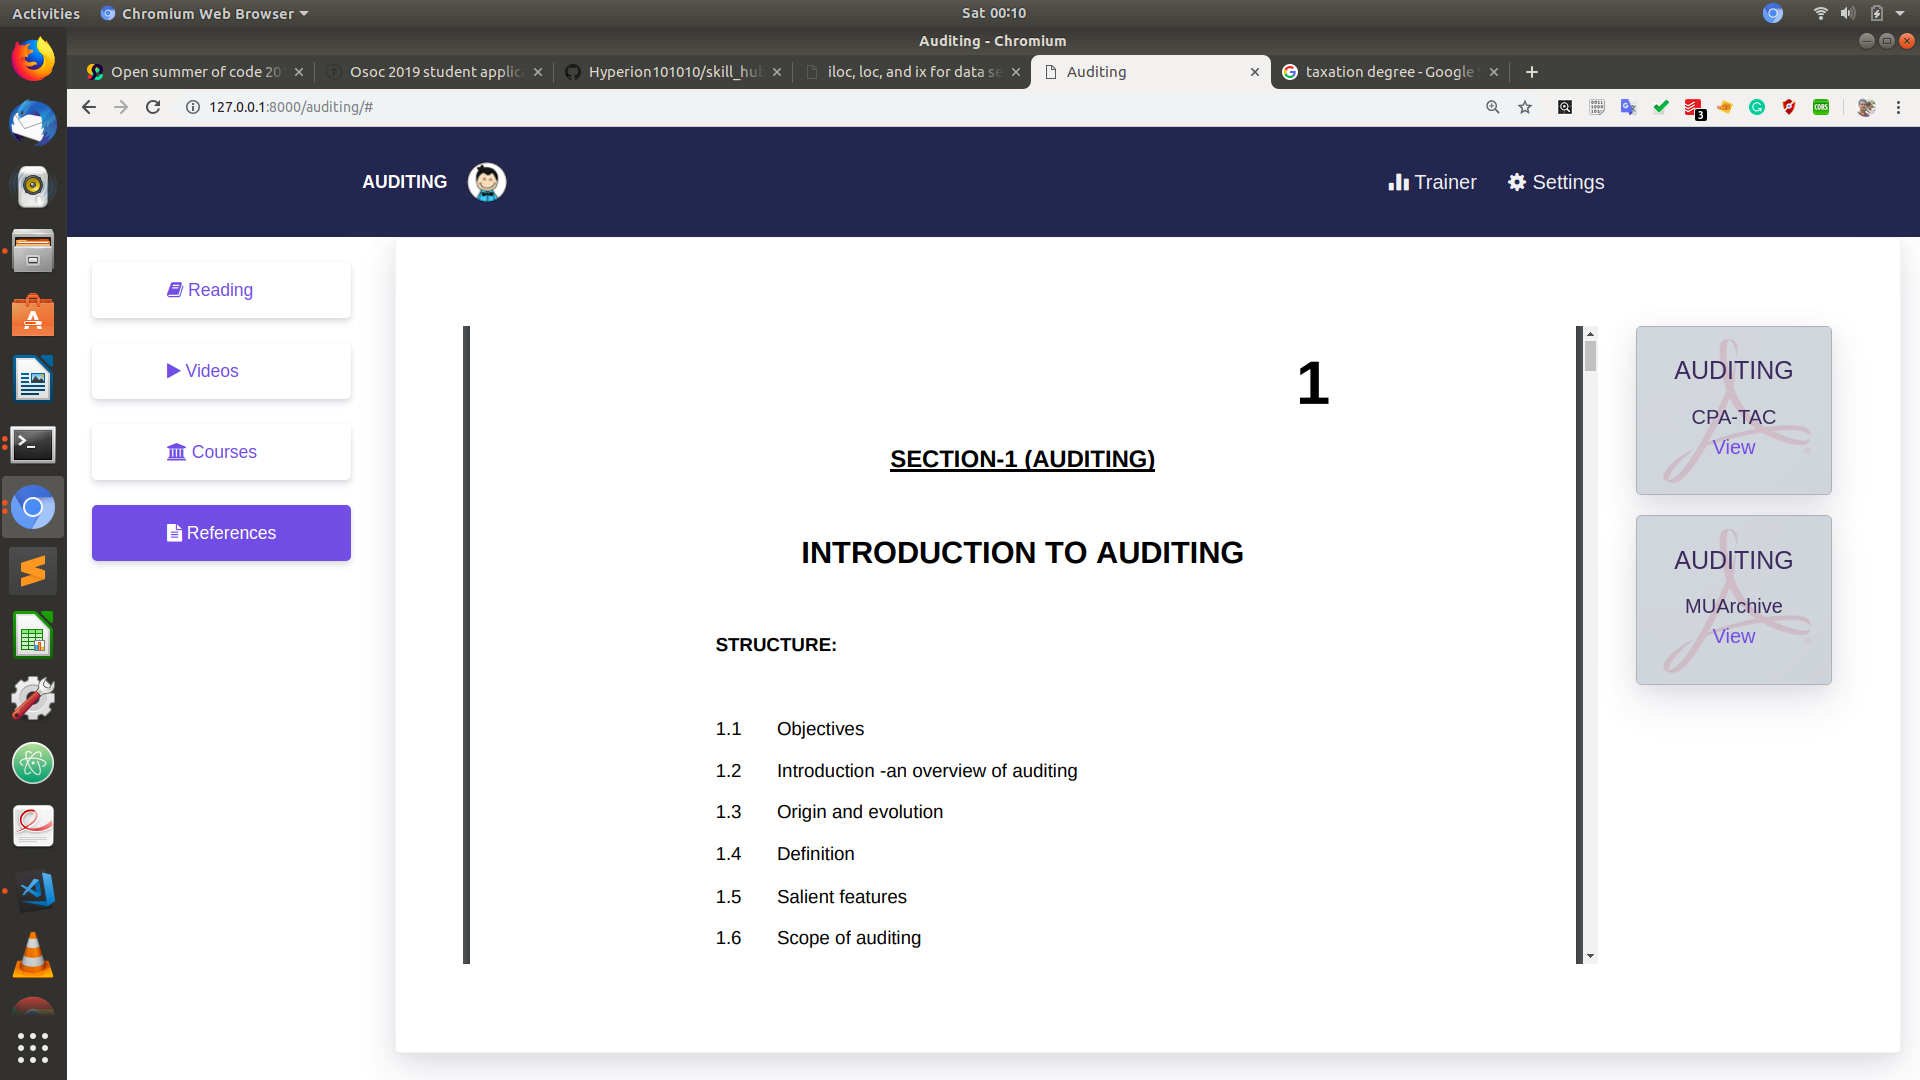 Activities Chromium Web Browser Sat 00:10
Auditing - Chromium
Open summer of code 20 Osoc 2019 student applic Hyperion101010/skill_hu iloc, loc, and ix for data se Auditing taxation degree - Google
127.0.0.1:8000/auditing/#
3
CORS
AUDITING Trainer Settings
Reading
Videos
Courses
References
1
SECTION-1 (AUDITING)
INTRODUCTION TO AUDITING
STRUCTURE:
1.1 Objectives
1.2 Introduction -an overview of auditing
1.3 Origin and evolution
1.4 Definition
1.5 Salient features
1.6 Scope of auditing
AUDITING
CPA-TAC
View
AUDITING
MUArchive
View